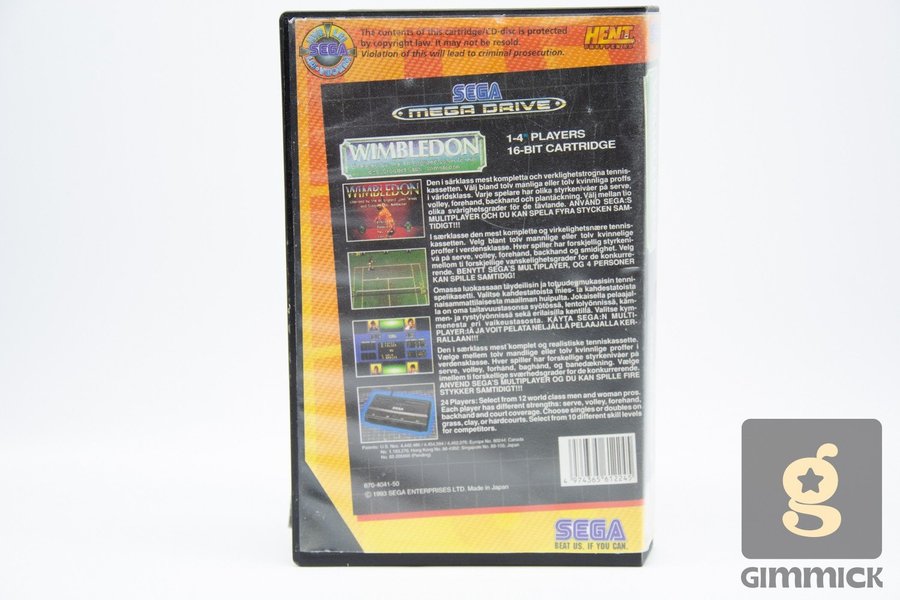 The contents of this cartridge/CD-disc is protected
by copyright law. It may not be resold.
Violation of this will lead to criminal prosecution.
SEGA
SEGA
MEGA DRIVE
WIMBLEDON
1-4 PLAYERS
16-BIT CARTRIDGE
WIMBLEDON
Den i särklass mest kompletta och verklighetstrogna tennis-
kassetten. Välj bland tolv manliga eller tolv kvinnliga proffs
i världsklass. Varje spelare har olika styrkenivåer på serve,
volley, forehand, backhand och plantäckning. Välj mellan tio
olika svårighetsgrader för de tävlande. ANVÄND SEGA:S
MULITPLAYER OCH DU KAN SPELA FYRA STYCKEN SAM-
TIDIGT!!!
I særklasse den mest komplette og virkelighetsnære tennis-
kassetten. Velg blant tolv mannlige eller tolv kvinnelige
proffer i verdensklasse. Hver spiller har forskjellig styrkeni-
vå på serve, volley, forehand, backhand og smidighet. Velg
mellom ti forskjellige vanskelighetsgrader for de konkurre-
rende. BENYTT SEGA'S MULTIPLAYER, OG 4 PERSONER
KAN SPILLE SAMTIDIG!
Omassa luokassaan täydellisin ja totuudenmukaisin tenni-
spelikasetti. Valitse kahdestatoista mies- ja kahdestatoista
naisammattilaisesta maailman huipulta. Jokaisella pelaajal-
la on oma taitavuustasonsa syötössä, lentolyönnissä, käm-
men- ja rystylyönnissä sekä erilaisilla kentillä. Valitse kym-
menesta eri vaikeustasosta. KÄYTÄ SEGA:N MULTI-
PLAYER:IÄ JA VOIT PELATA NELJÄLLÄ PELAAJALLA KER-
RALLAAN!!!
Den i særklasse mest komplet og realistiske tenniskassette.
Vælge mellem tolv mandlige eller tolv kvinlige proffer i
verdensklasse. Hver spiller har forskellige styrkenivåer på
serve, volley, forhånd, baghånd, og banedækning. Vælge
imellem ti forskellige sværhedsgrader for de konkurrerende.
ANVEND SEGA'S MULTIPLAYER OG DU KAN SPILLE FIRE
STYKKER SAMTIDIGT!!!
24 Players: Select from 12 world class men and woman pros.
Each player has different strengths: serve, volley, forehand,
backhand and court coverage. Choose singles or doubles on
grass, clay, or hardcourts. Select from 10 different skill levels
for competitors.
670-4041-50
© 1993 SEGA ENTERPRISES LTD. Made in Japan
4 974365 612245
SEGA
BEAT US. IF YOU CAN.
g
GIMMICK